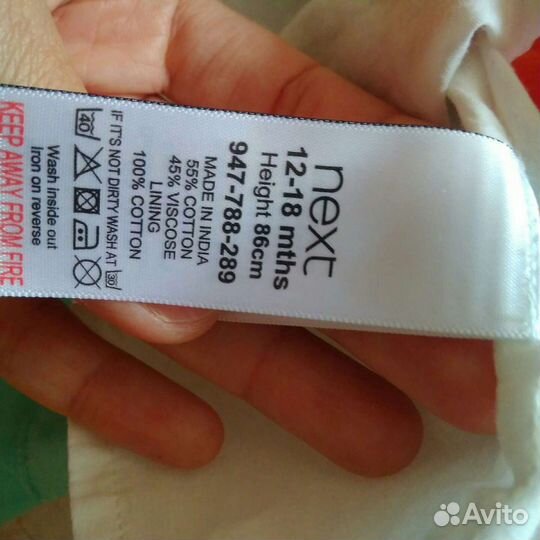 next
12-18 mths
Height 86cm
947-788-289
MADE IN INDIA
55% COTTON
45% VISCOSE
LINING
100% COTTON
IF IT'S NOT DIRTY WASH AT 30
40
Wash inside out
Iron on reverse
KEEP AWAY FROM FIRE
Avito